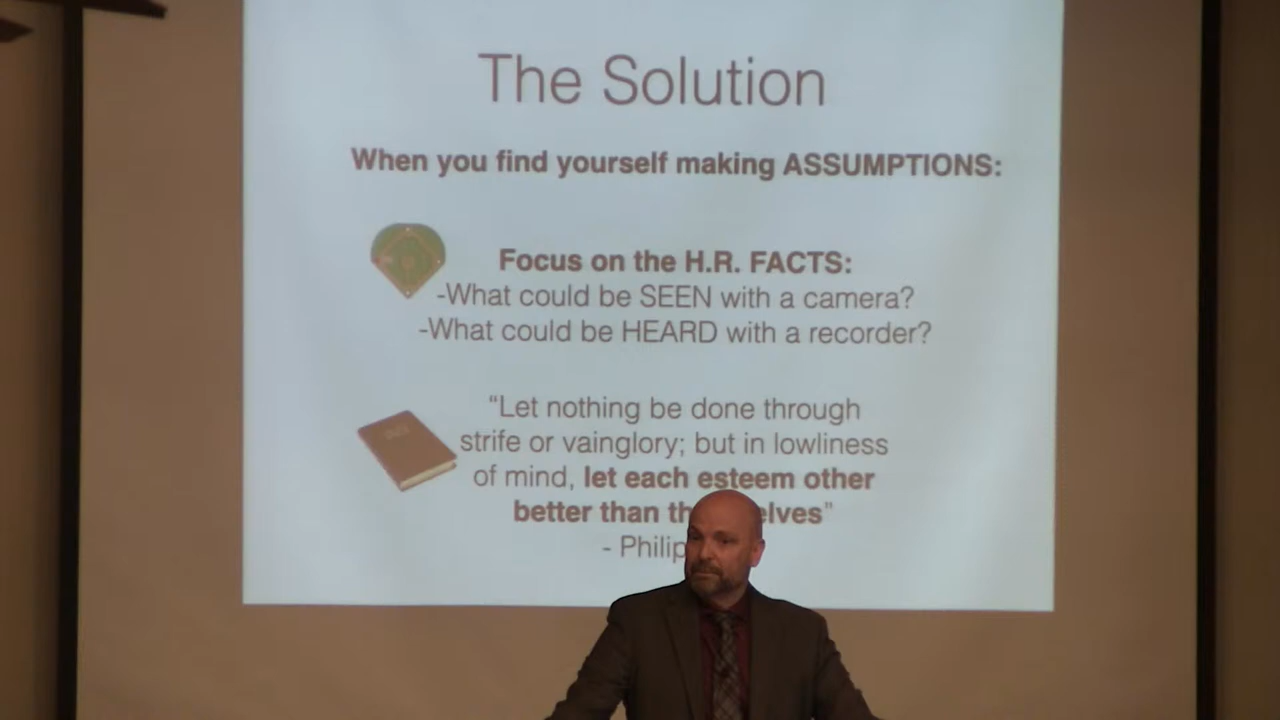 The Solution
When you find yourself making ASSUMPTIONS:
Focus on the H.R. FACTS:
-What could be SEEN with a camera?
-What could be HEARD with a recorder?
“Let nothing be done through
strife or vainglory; but in lowliness
of mind, let each esteem other
better than th elves”
- Philip